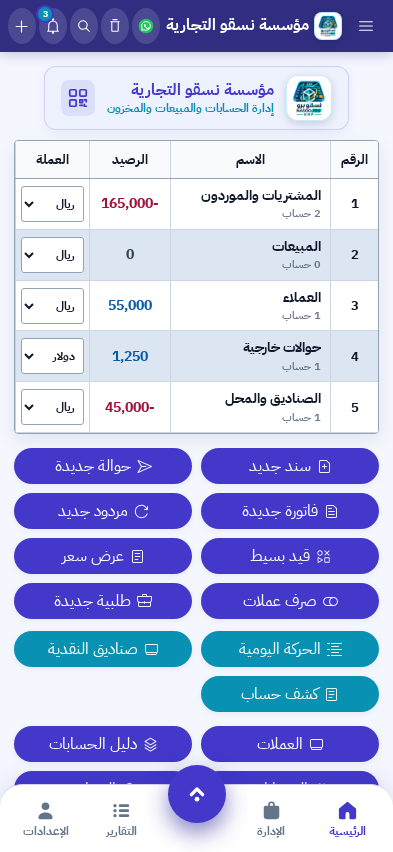 مؤسسة نسقو التجارية
3
مؤسسة نسقو التجارية
إدارة الحسابات والمبيعات والمخزون
الرقم الاسم الرصيد العملة
1 المشتريات والموردون -165,000 ريال
2 حساب
2 المبيعات 0 ريال
0 حساب
3 العملاء 55,000 ريال
1 حساب
4 حوالات خارجية 1,250 دولار
1 حساب
5 الصناديق والمحل -45,000 ريال
1 حساب
سند جديد حوالة جديدة
فاتورة جديدة مردود جديد
قيد بسيط عرض سعر
صرف عملات طلبية جديدة
الحركة اليومية صناديق النقدية
كشف حساب
العملات دليل الحسابات
الرئيسية الإدارة التقارير الإعدادات